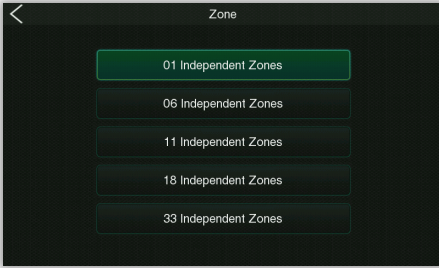 Zone
01 Independent Zones
06 Independent Zones
11 Independent Zones
18 Independent Zones
33 Independent Zones